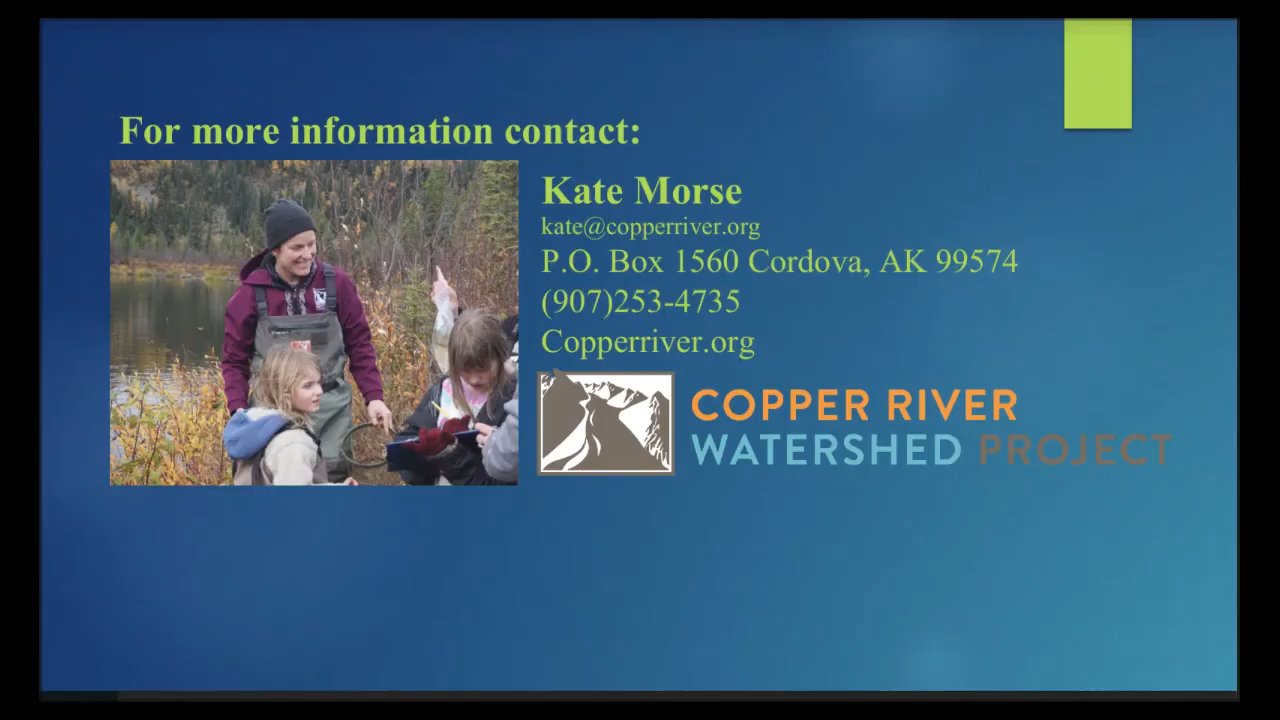 For more information contact:
Kate Morse
kate@copperriver.org
P.O. Box 1560 Cordova, AK 99574
(907)253-4735
Copperriver.org
COPPER RIVER
WATERSHED PROJECT